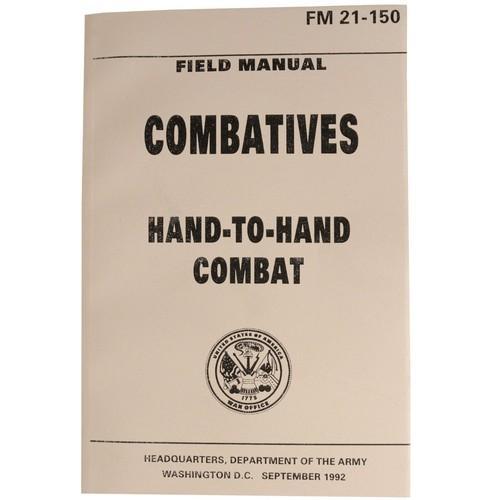 FM 21-150
FIELD MANUAL
COMBATIVES
HAND-TO-HAND
COMBAT
UNITED STATES OF AMERICA
1775
WAR OFFICE
HEADQUARTERS, DEPARTMENT OF THE ARMY
WASHINGTON D.C. SEPTEMBER 1992